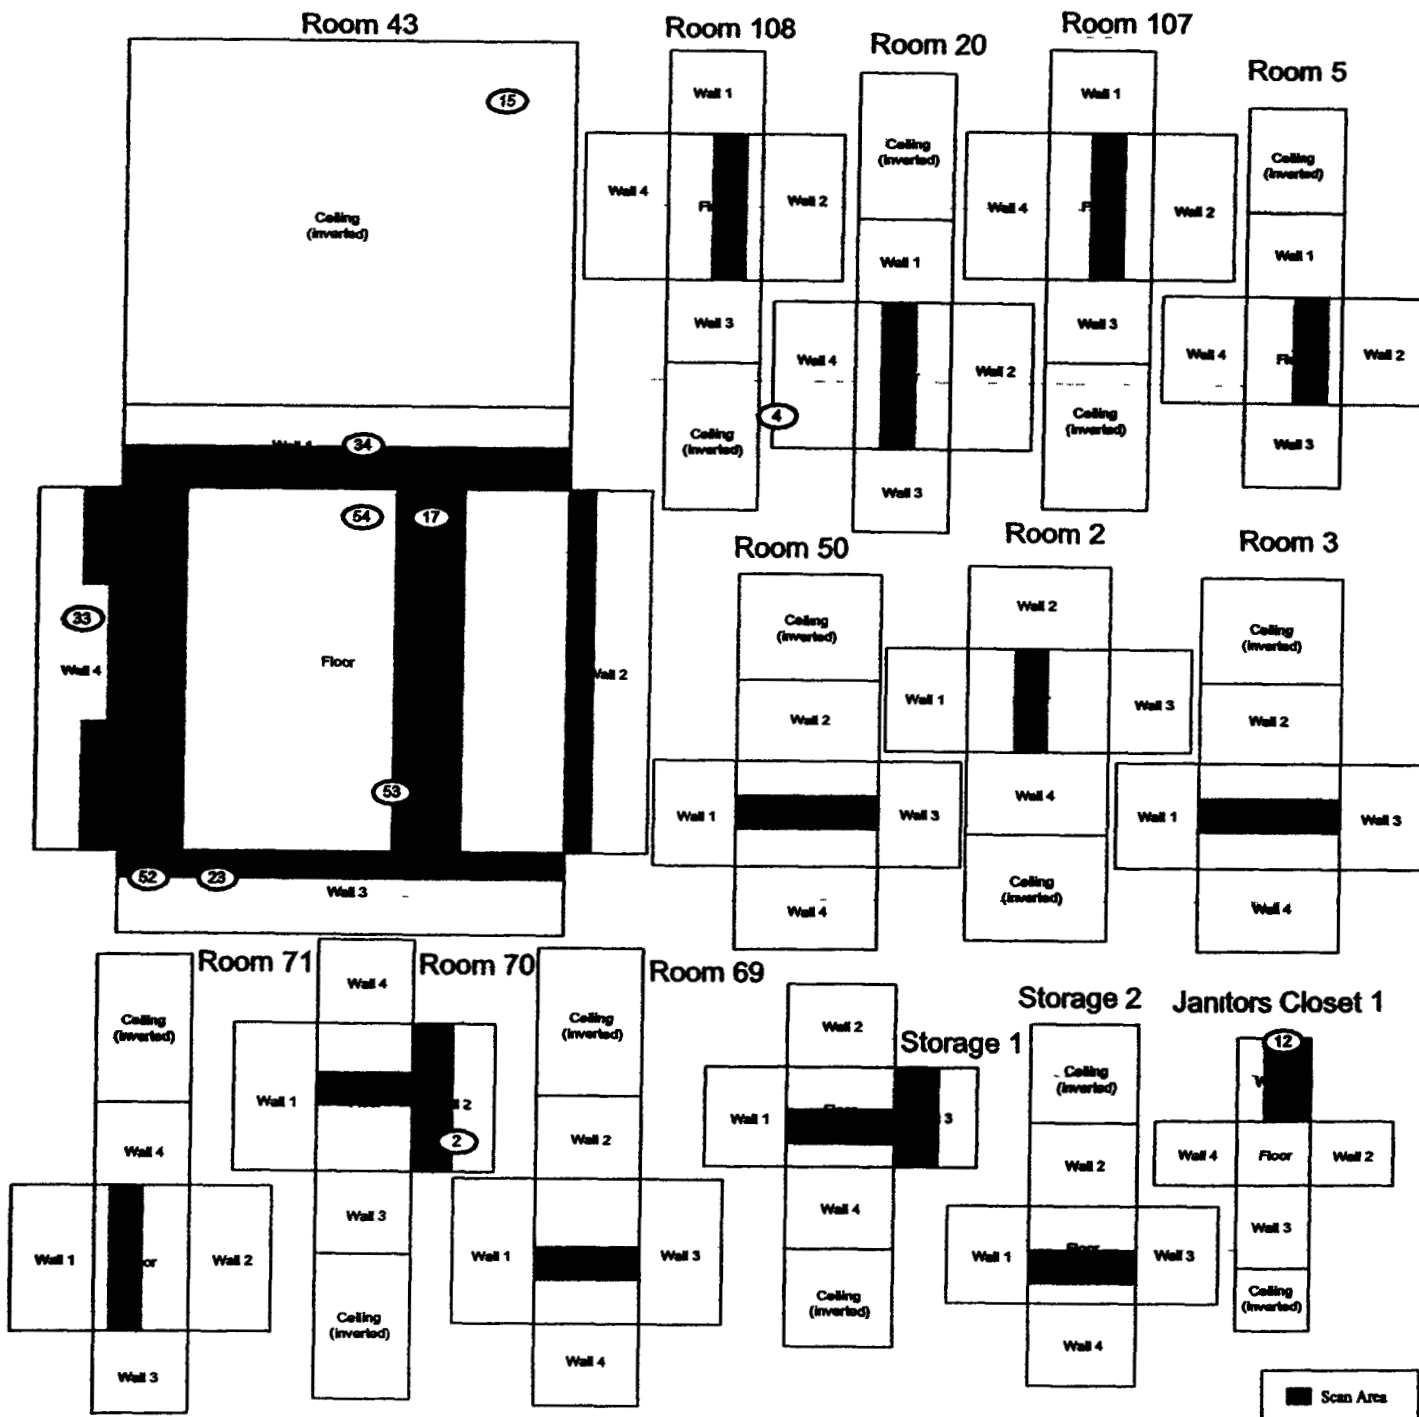 Room 43
15
Ceiling
(inverted)
34
54
17
33
Wall 4
Floor
Wall 2
53
52
23
Wall 3
Room 108
Wall 1
Wall 4
Wall 2
Wall 3
Ceiling
(inverted)
Room 20
Ceiling
(inverted)
Wall 1
Wall 4
Wall 2
4
Wall 3
Room 107
Wall 1
Wall 4
Wall 2
Wall 3
Ceiling
(inverted)
Room 5
Ceiling
(inverted)
Wall 1
Wall 4
Wall 2
Wall 3
Room 50
Ceiling
(inverted)
Wall 2
Wall 1
Wall 3
Wall 4
Room 2
Wall 2
Wall 1
Wall 3
Wall 4
Ceiling
(inverted)
Room 3
Ceiling
(inverted)
Wall 2
Wall 1
Wall 3
Wall 4
Room 71
Ceiling
(inverted)
Wall 4
Wall 1
Wall 2
Wall 3
Room 70
Wall 4
Wall 1
2
Wall 3
Ceiling
(inverted)
Room 69
Ceiling
(inverted)
Wall 2
Wall 1
Wall 3
Wall 4
Storage 1
Wall 2
Wall 1
3
Wall 4
Ceiling
(inverted)
Storage 2
Ceiling
(inverted)
Wall 2
Wall 1
Floor
Wall 3
Wall 4
Janitors Closet 1
12
Wall 4
Floor
Wall 2
Wall 3
Ceiling
(inverted)
Scan Area